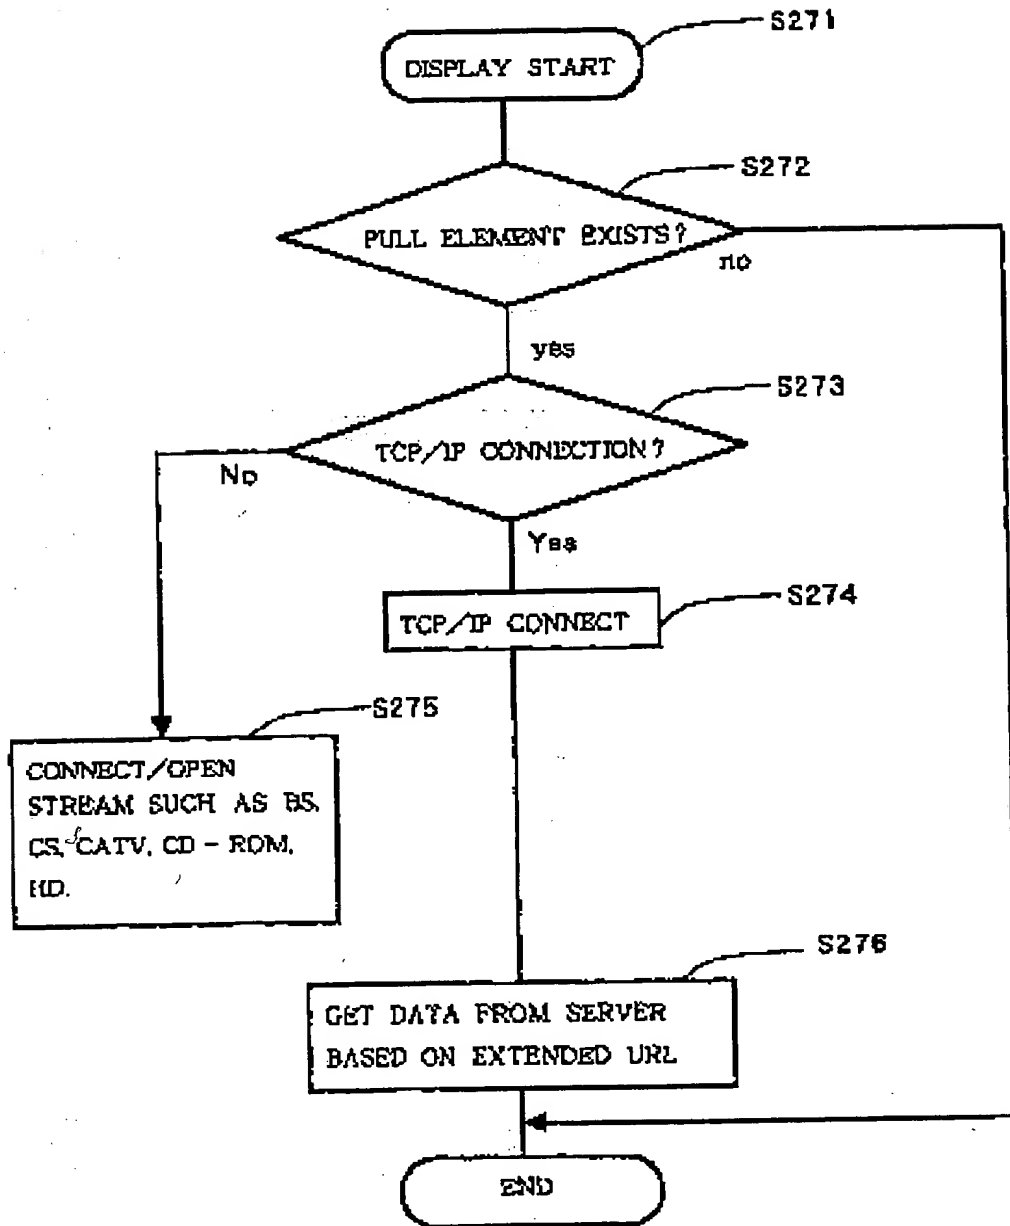 S271
DISPLAY START
S272
PULL ELEMENT EXISTS?
no
yes
S273
TCP/IP CONNECTION?
No
Yes
S274
TCP/IP CONNECT
S275
CONNECT/OPEN
STREAM SUCH AS BS,
CS, CATV, CD - ROM,
HD.
S276
GET DATA FROM SERVER
BASED ON EXTENDED URL
END